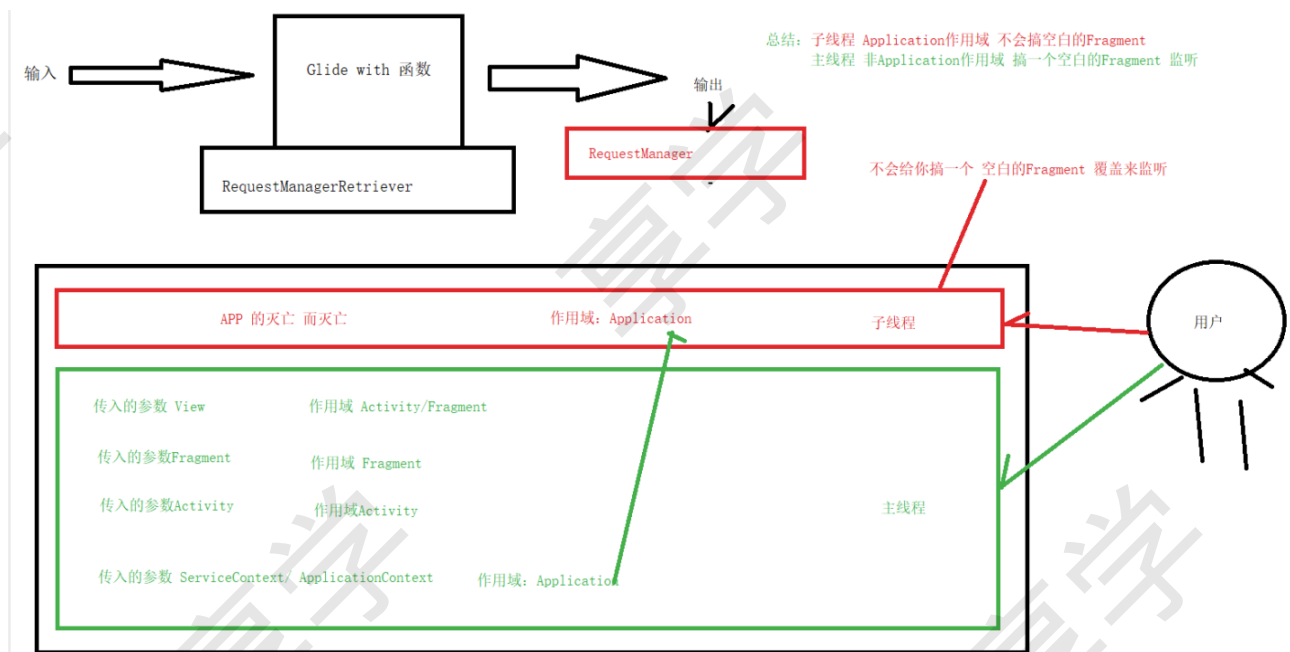 总结：子线程 Application作用域 不会搞空白的Fragment
主线程 非Application作用域 搞一个空白的Fragment 监听
输入
Glide with 函数
输出
RequestManager
RequestManagerRetriever
不会给你搞一个 空白的Fragment 覆盖来监听
APP 的灭亡 而灭亡
作用域：Application
子线程
用户
传入的参数 View
作用域 Activity/Fragment
传入的参数Fragment
作用域 Fragment
传入的参数Activity
作用域Activity
主线程
传入的参数 ServiceContext/ ApplicationContext
作用域：Application
享学
享学
享学